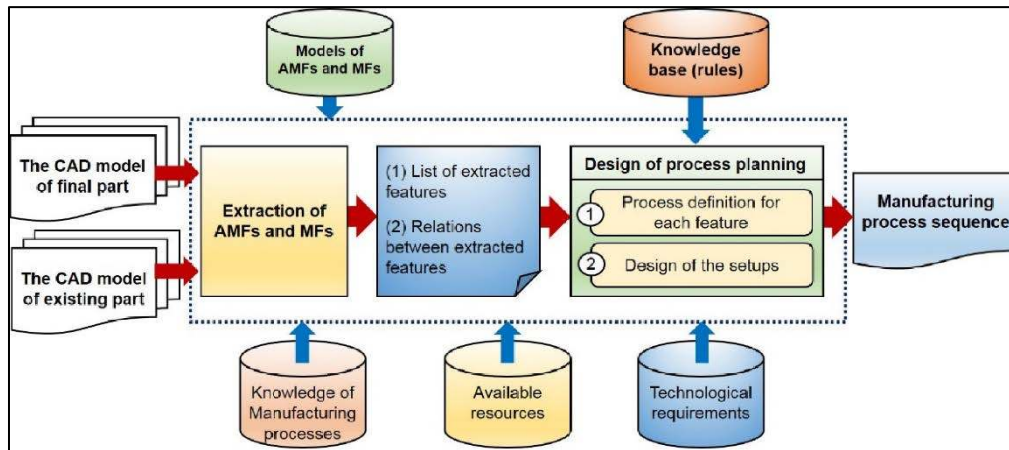 Models of
AMFs and MFs
Knowledge
base (rules)
The CAD model
of final part
The CAD model
of existing part
Extraction of
AMFs and MFs
(1) List of extracted
features
(2) Relations
between extracted
features
Design of process planning
1
Process definition for
each feature
2
Design of the setups
Manufacturing
process sequence
Knowledge of
Manufacturing
processes
Available
resources
Technological
requirements